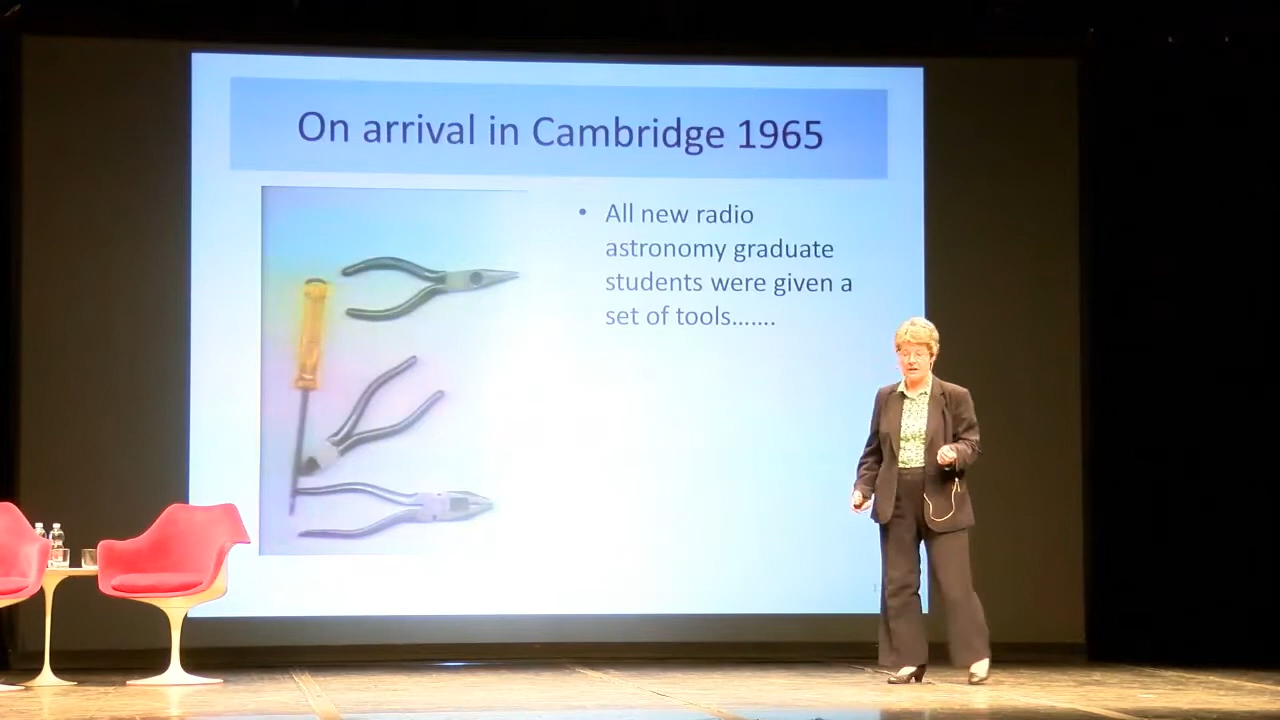 On arrival in Cambridge 1965
• All new radio
astronomy graduate
students were given a
set of tools.......